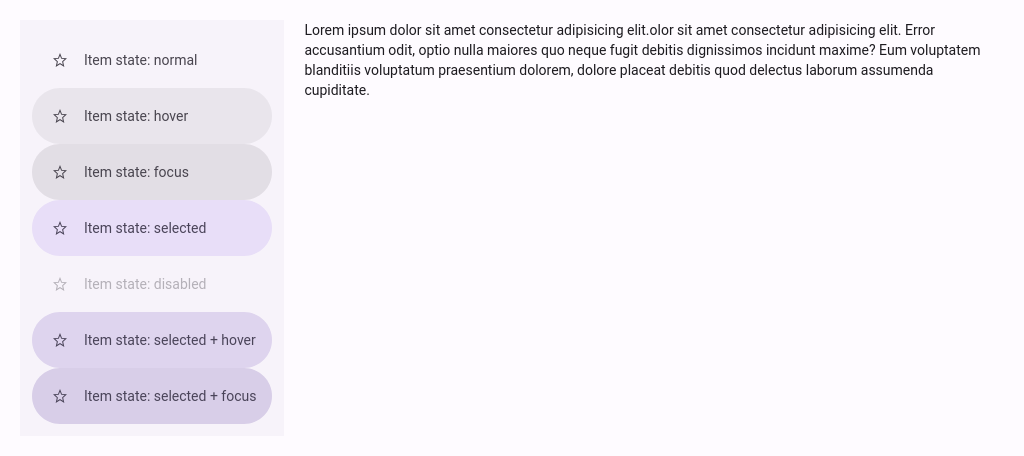 Item state: normal
Item state: hover
Item state: focus
Item state: selected
Item state: disabled
Item state: selected + hover
Item state: selected + focus
Lorem ipsum dolor sit amet consectetur adipisicing elit.olor sit amet consectetur adipisicing elit. Error
accusantium odit, optio nulla maiores quo neque fugit debitis dignissimos incidunt maxime? Eum voluptatem
blanditiis voluptatum praesentium dolorem, dolore placeat debitis quod delectus laborum assumenda
cupiditate.